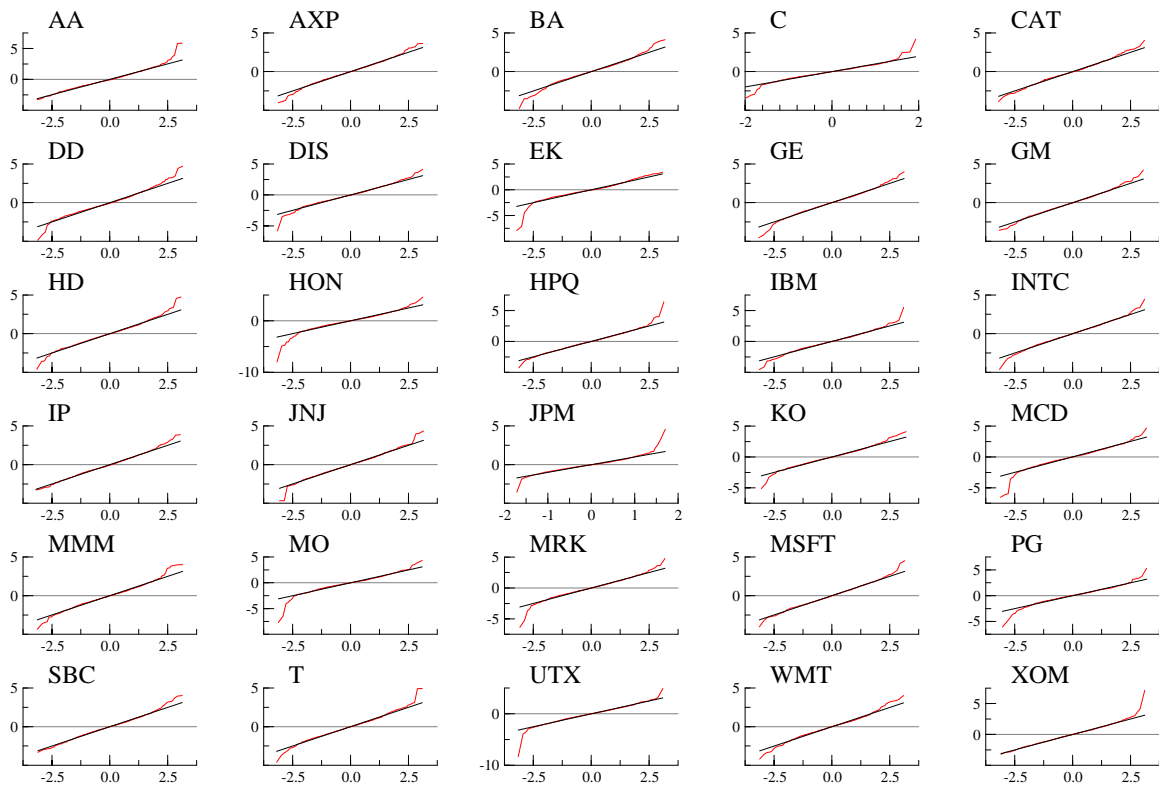 AA AXP BA C CAT
5 5 5 5 5
0 0 0 0 0
-2.5 0.0 2.5 -2.5 0.0 2.5 -2.5 0.0 2.5 -2 0 2 -2.5 0.0 2.5
DD DIS EK GE GM
5 5 5 5 5
0 0 0 0 0
-5 -5
-2.5 0.0 2.5 -2.5 0.0 2.5 -2.5 0.0 2.5 -2.5 0.0 2.5 -2.5 0.0 2.5
HD HON HPQ IBM INTC
5 5 5 5 5
0 0 0 0 0
-10
-2.5 0.0 2.5 -2.5 0.0 2.5 -2.5 0.0 2.5 -2.5 0.0 2.5 -2.5 0.0 2.5
IP JNJ JPM KO MCD
5 5 5 5 5
0 0 0 0 0
-5 -5
-2.5 0.0 2.5 -2.5 0.0 2.5 -2 -1 0 1 2 -2.5 0.0 2.5 -2.5 0.0 2.5
MMM MO MRK MSFT PG
5 5 5 5 5
0 0 0 0 0
-5 -5 -5
-2.5 0.0 2.5 -2.5 0.0 2.5 -2.5 0.0 2.5 -2.5 0.0 2.5 -2.5 0.0 2.5
SBC T UTX WMT XOM
5 5 5 5 5
0 0 0 0 0
-10
-2.5 0.0 2.5 -2.5 0.0 2.5 -2.5 0.0 2.5 -2.5 0.0 2.5 -2.5 0.0 2.5